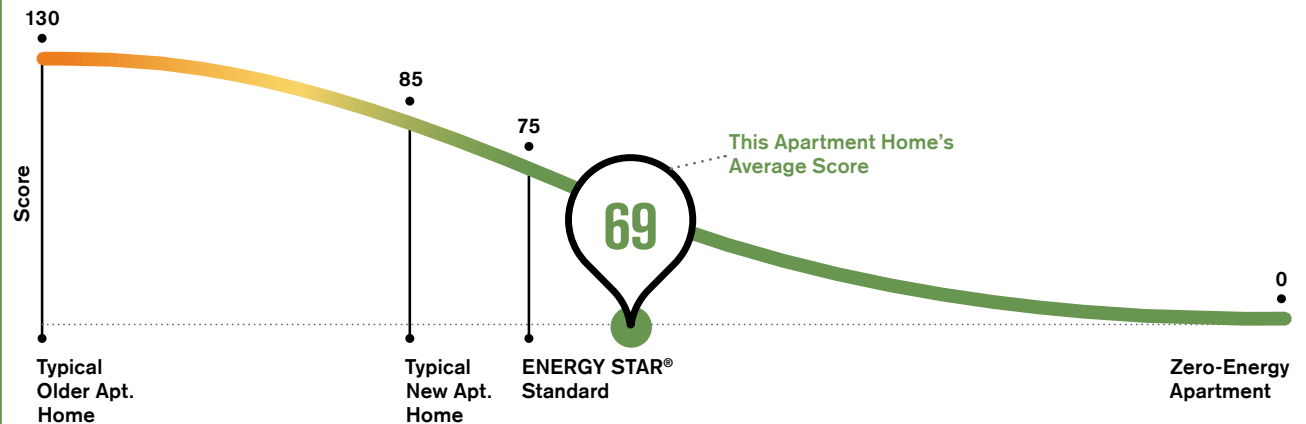 130
85
75
This Apartment Home’s
Average Score
69
0
Score
Typical
Older Apt.
Home
Typical
New Apt.
Home
ENERGY STAR®
Standard
Zero-Energy
Apartment